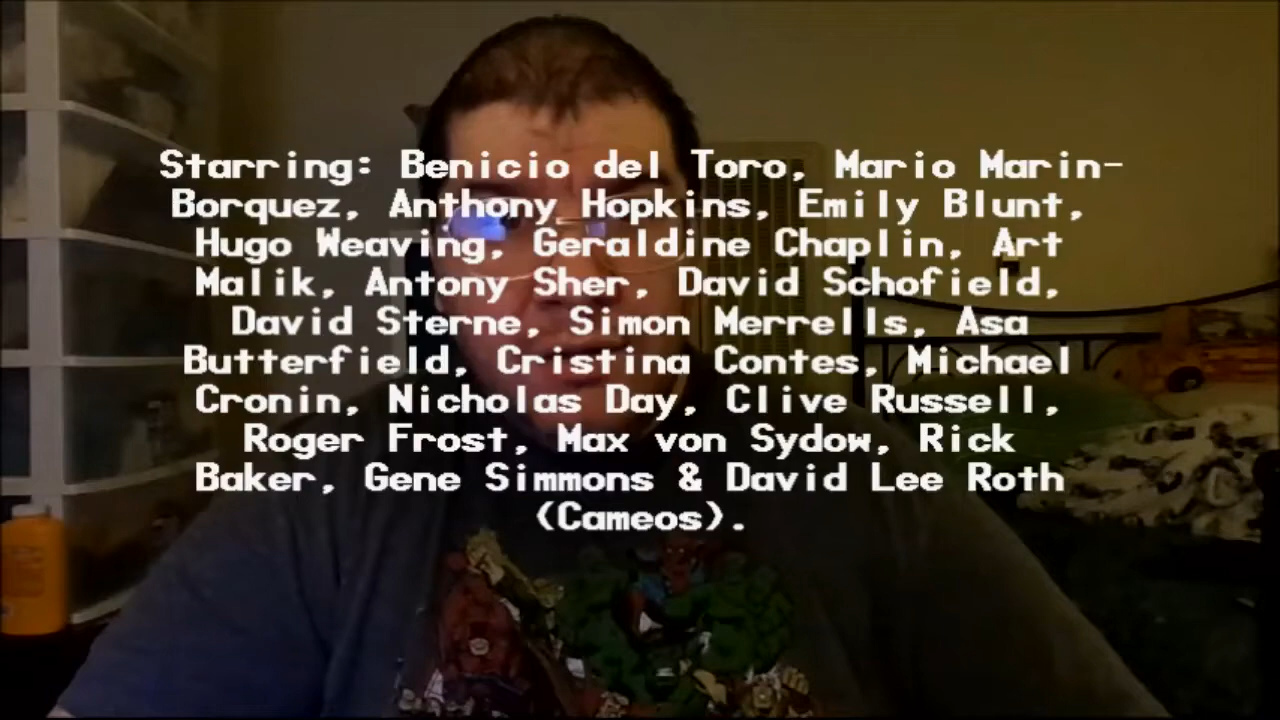 Starring: Benicio del Toro, Mario Marin-
Borquez, Anthony Hopkins, Emily Blunt,
Hugo Weaving, Geraldine Chaplin, Art
Malik, Antony Sher, David Schofield,
David Sterne, Simon Merrells, Asa
Butterfield, Cristina Contes, Michael
Cronin, Nicholas Day, Clive Russell,
Roger Frost, Max von Sydow, Rick
Baker, Gene Simmons & David Lee Roth
(Cameos).